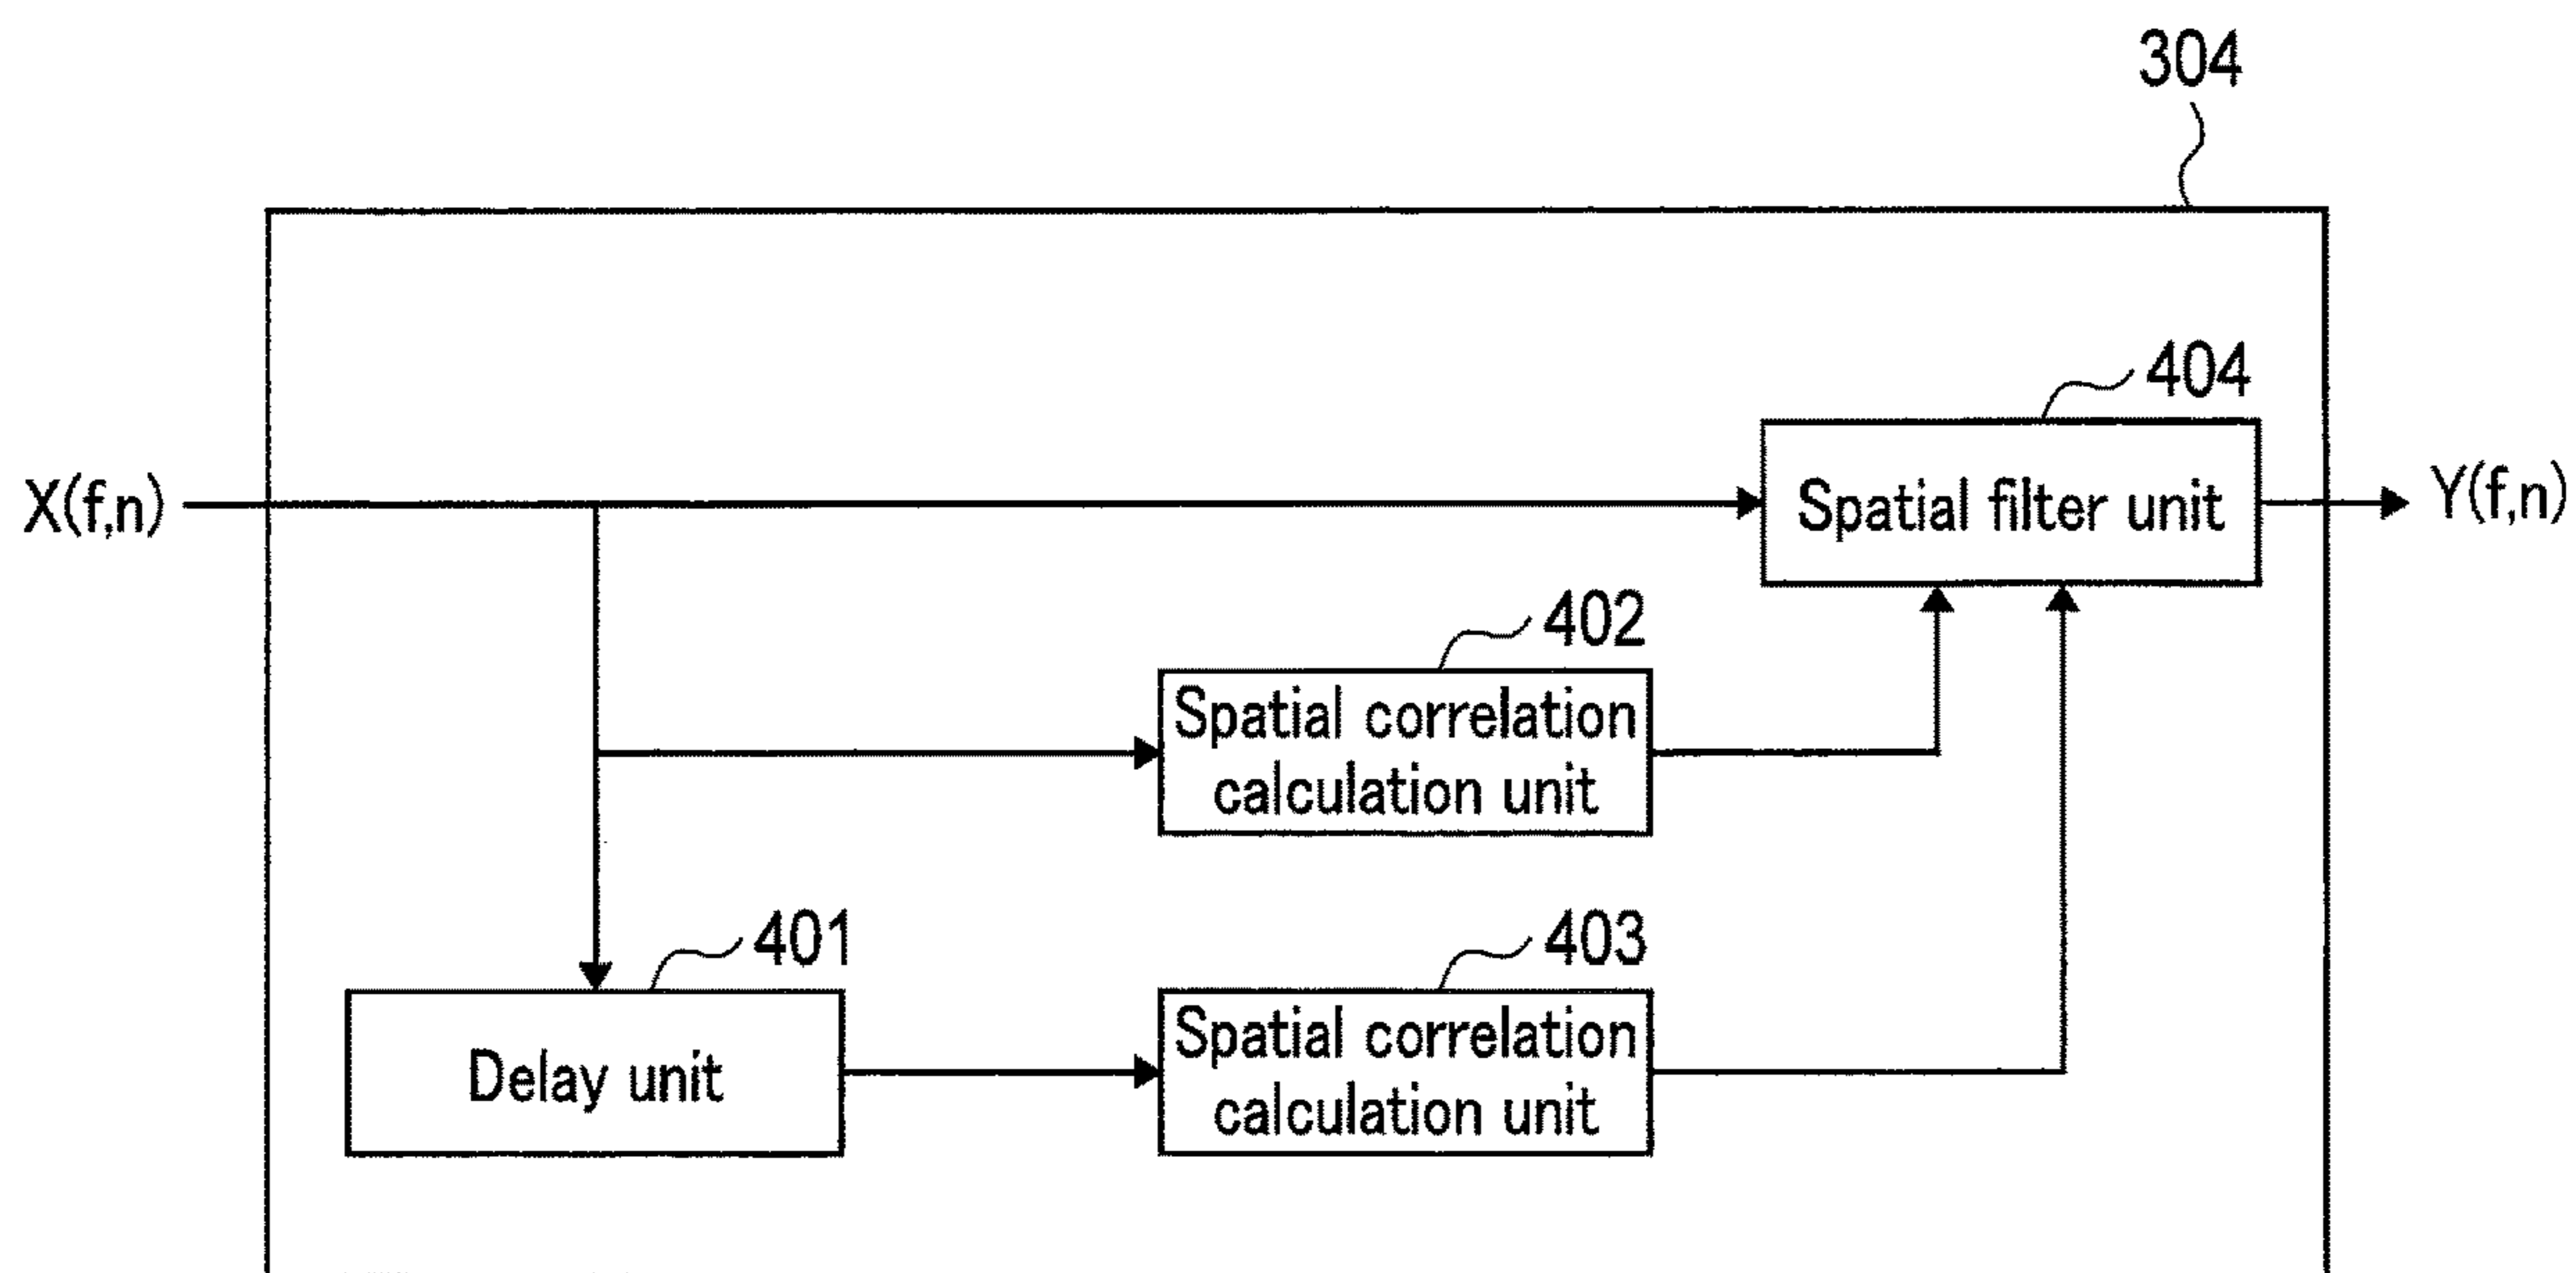 304
404
X(f,n)
Spatial filter unit
Y(f,n)
402
Spatial correlation
calculation unit
401
403
Delay unit
Spatial correlation
calculation unit